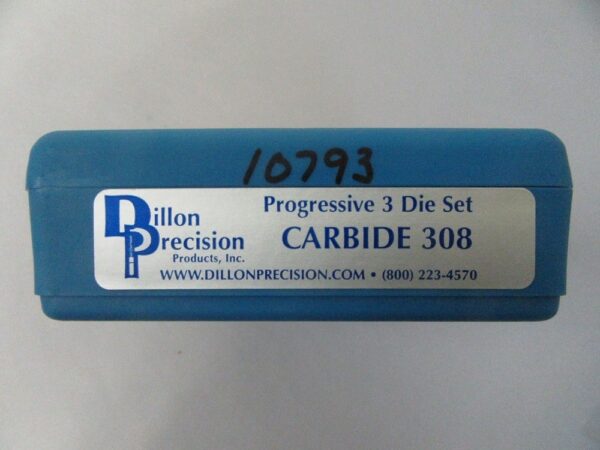 10793
Dillon
Precision
Products, Inc.
Progressive 3 Die Set
CARBIDE 308
WWW.DILLONPRECISION.COM • (800) 223-4570